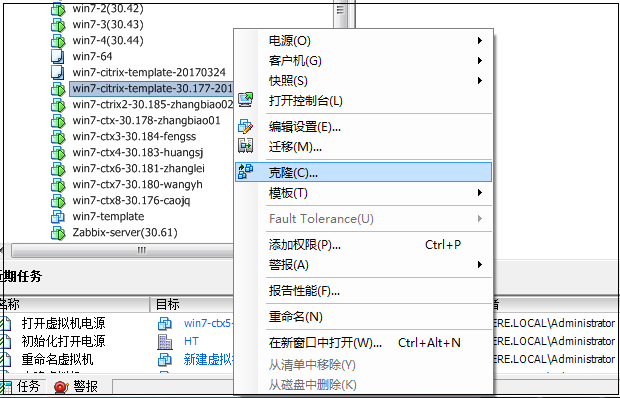 win7-2(30.42)
win7-3(30.43)
win7-4(30.44)
win7-64
win7-citrix-template-20170324
win7-citrix-template-30.177-201
win7-ctrix2-30.185-zhangbiao02
win7-ctx-30.178-zhangbiao01
win7-ctx3-30.184-fengss
win7-ctx4-30.183-huangsj
win7-ctx6-30.181-zhanglei
win7-ctx7-30.180-wangyh
win7-ctx8-30.176-caojq
win7-template
Zabbix-server(30.61)
电源(O)
客户机(G)
快照(S)
打开控制台(L)
编辑设置(E)...
迁移(M)...
克隆(C)...
模板(T)
Fault Tolerance(U)
添加权限(P)... Ctrl+P
警报(A)
报告性能(F)...
重命名(N)
在新窗口中打开(W)... Ctrl+Alt+N
从清单中移除(Y)
从磁盘中删除(K)
近期任务
名称 目标 者
打开虚拟机电源 win7-ctx5- ERE.LOCAL\Administrator
初始化打开电源 HT ERE.LOCAL\Administrator
重命名虚拟机 新建虚拟 ERE.LOCAL\Administrator
任务 警报